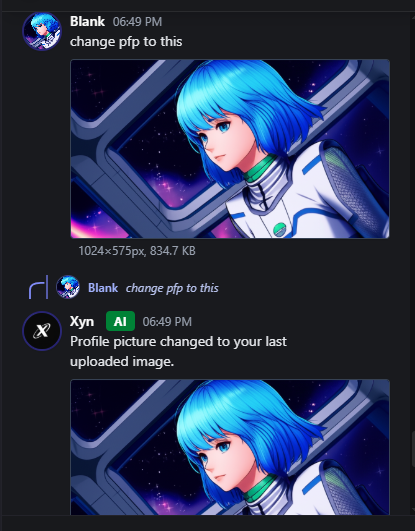 Blank 06:49 PM
change pfp to this
1024×575px, 834.7 KB
Blank change pfp to this
Xyn AI 06:49 PM
Profile picture changed to your last
uploaded image.